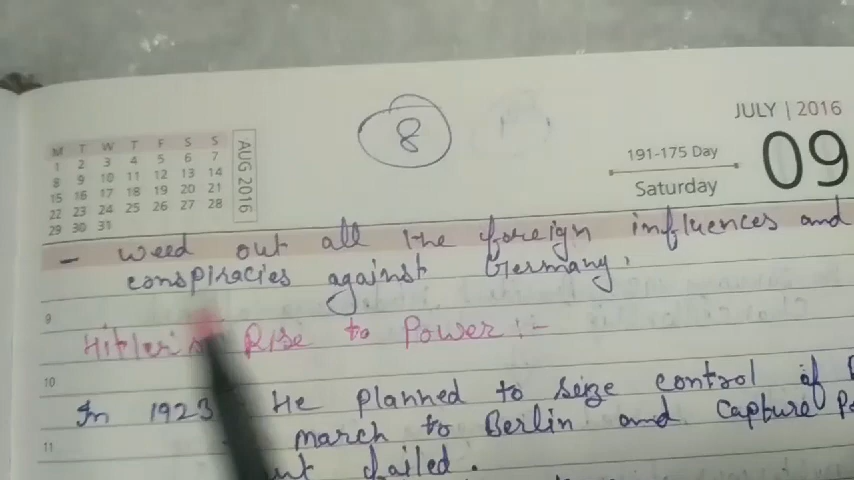 8
JULY | 2016
191-175 Day
Saturday
09
M T W T F S S
1 2 3 4 5 6 7
8 9 10 11 12 13 14
15 16 17 18 19 20 21
22 23 24 25 26 27 28
29 30 31
AUG 2016
- weed out all the foreign influences and
conspiracies against Germany.
9
Hitler's Rise to Power :-
10
In 1923 He planned to seize control of
11
march to Berlin and capture
failed.